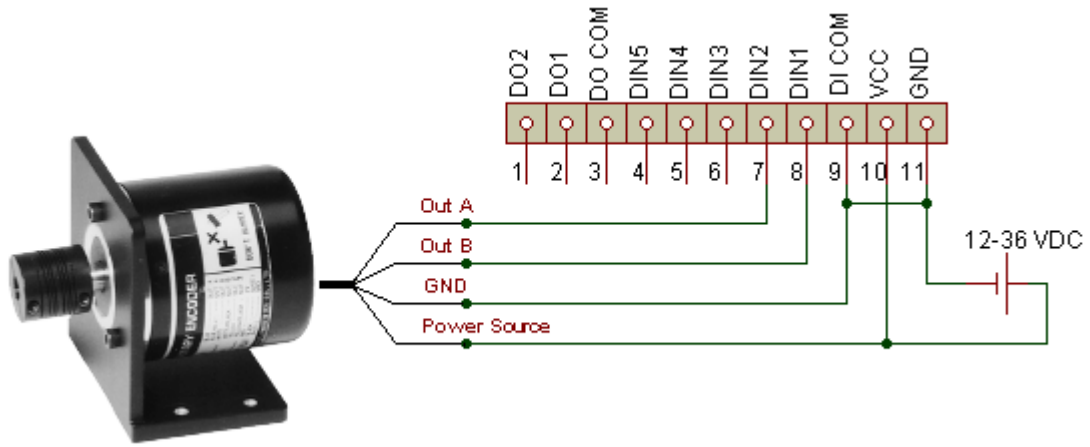 DO2
DO1
DO COM
DIN5
DIN4
DIN3
DIN2
DIN1
DI COM
VCC
GND
1
2
3
4
5
6
7
8
9
10
11
Out A
Out B
GND
Power Source
12-36 VDC
ENCODER